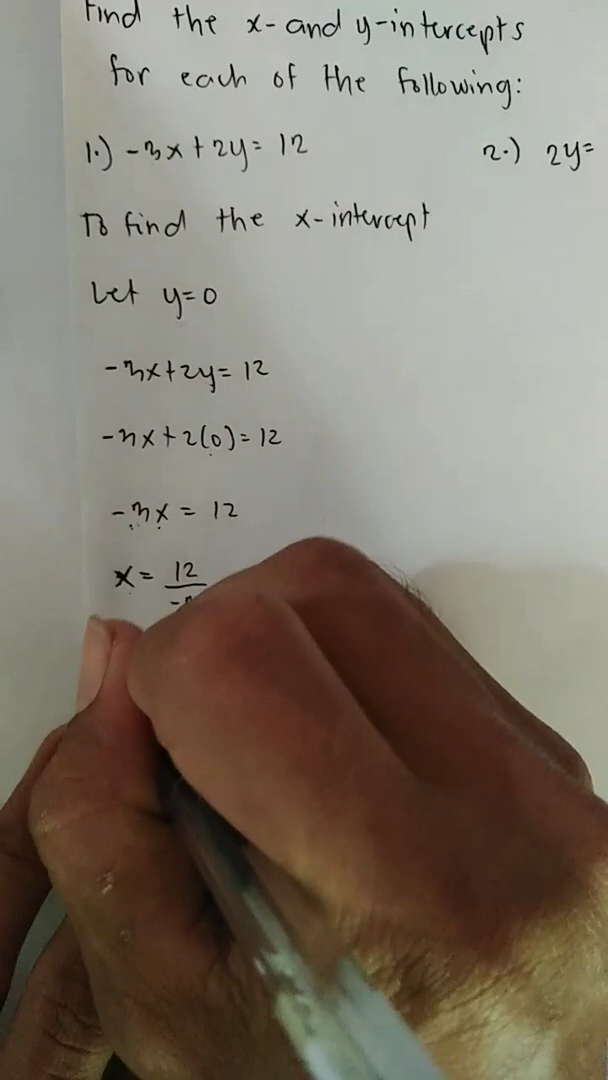 Find the x- and y-intercepts
for each of the following:
1.) -3x + 2y = 12
2.) 2y=
To find the x-intercept
Let y=0
-3x+2y= 12
-3x + 2(0) = 12
-3x = 12
x = 12/-3